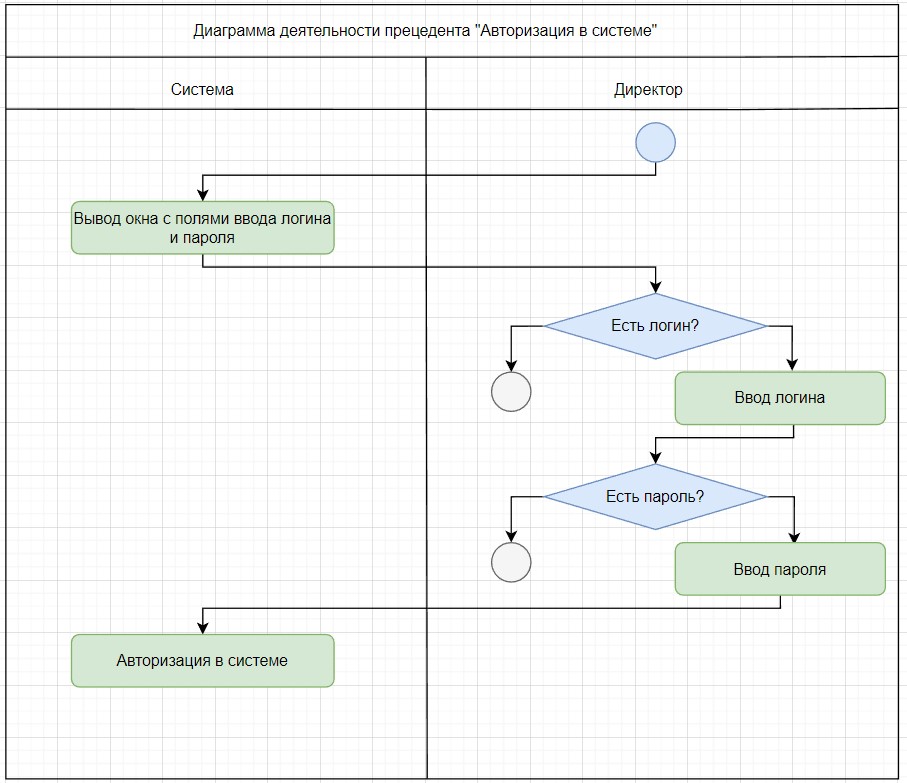 Диаграмма деятельности прецедента "Авторизация в системе"
Система
Директор
Вывод окна с полями ввода логина
и пароля
Есть логин?
Ввод логина
Есть пароль?
Ввод пароля
Авторизация в системе